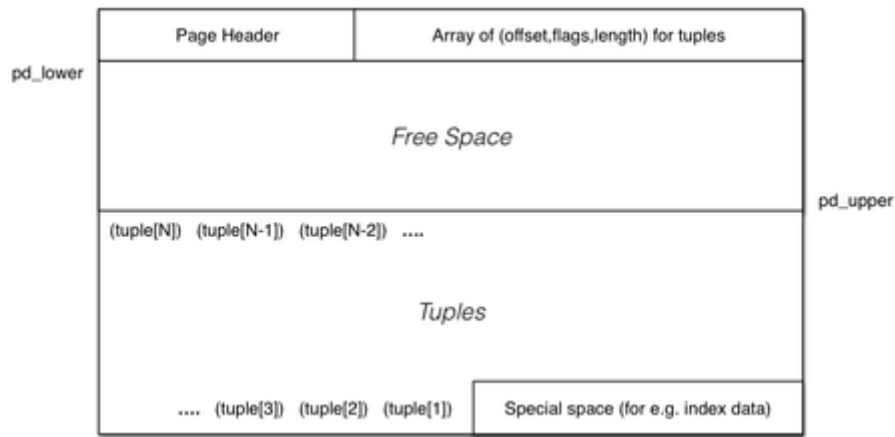 Page Header
Array of (offset,flags,length) for tuples
pd_lower
Free Space
pd_upper
(tuple[N]) (tuple[N-1]) (tuple[N-2]) ....
Tuples
.... (tuple[3]) (tuple[2]) (tuple[1])
Special space (for e.g. index data)